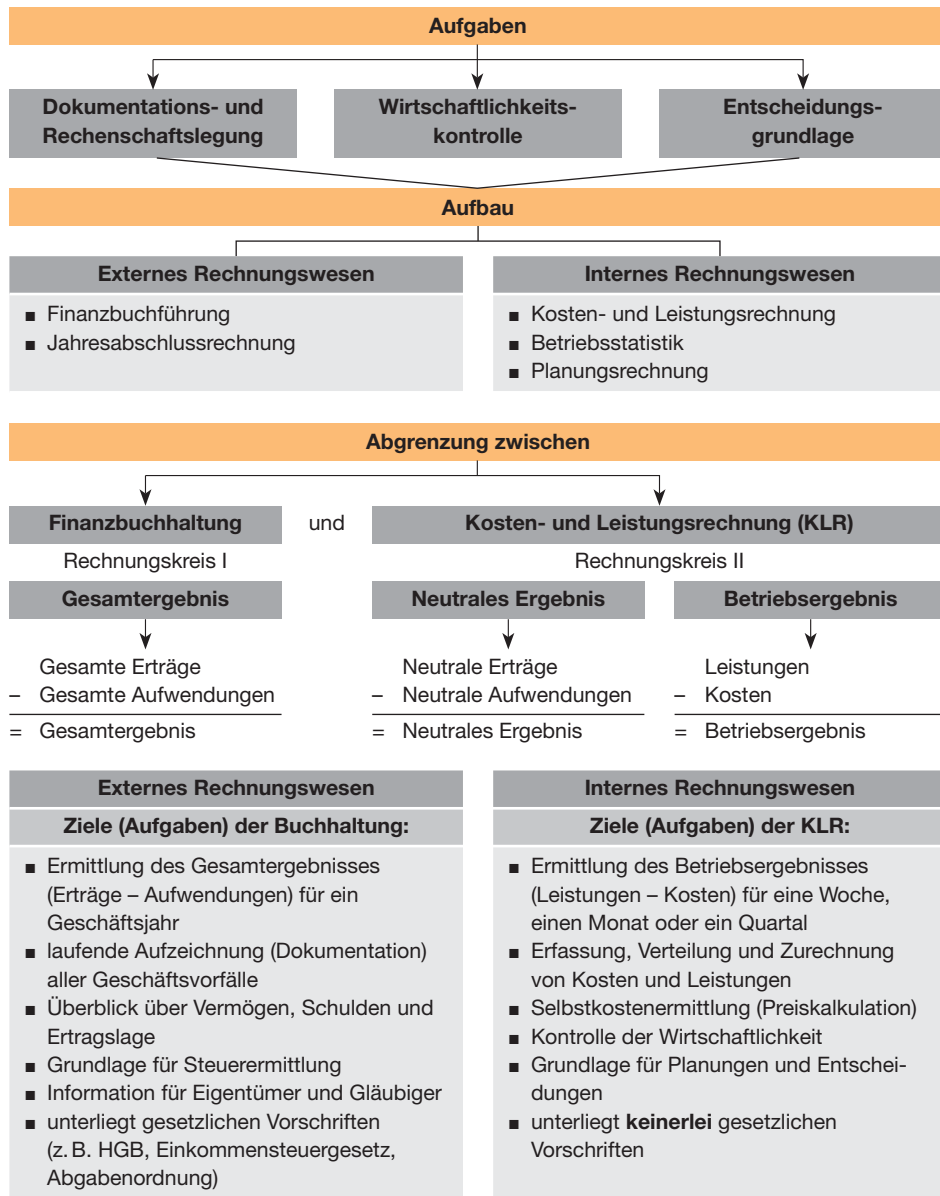 Aufgaben
Dokumentations- und
Rechenschaftslegung
Wirtschaftlichkeits-
kontrolle
Entscheidungs-
grundlage
Aufbau
Externes Rechnungswesen
■ Finanzbuchführung
■ Jahresabschlussrechnung
Internes Rechnungswesen
■ Kosten- und Leistungsrechnung
■ Betriebsstatistik
■ Planungsrechnung
Abgrenzung zwischen
Finanzbuchhaltung
und
Kosten- und Leistungsrechnung (KLR)
Rechnungskreis I
Rechnungskreis II
Gesamtergebnis
Gesamte Erträge
– Gesamte Aufwendungen
= Gesamtergebnis
Neutrales Ergebnis
Neutrale Erträge
– Neutrale Aufwendungen
= Neutrales Ergebnis
Betriebsergebnis
Leistungen
– Kosten
= Betriebsergebnis
Externes Rechnungswesen
Ziele (Aufgaben) der Buchhaltung:
■ Ermittlung des Gesamtergebnisses
(Erträge – Aufwendungen) für ein
Geschäftsjahr
■ laufende Aufzeichnung (Dokumentation)
aller Geschäftsvorfälle
■ Überblick über Vermögen, Schulden und
Ertragslage
■ Grundlage für Steuerermittlung
■ Information für Eigentümer und Gläubiger
■ unterliegt gesetzlichen Vorschriften
(z. B. HGB, Einkommensteuergesetz,
Abgabenordnung)
Internes Rechnungswesen
Ziele (Aufgaben) der KLR:
■ Ermittlung des Betriebsergebnisses
(Leistungen – Kosten) für eine Woche,
einen Monat oder ein Quartal
■ Erfassung, Verteilung und Zurechnung
von Kosten und Leistungen
■ Selbstkostenermittlung (Preiskalkulation)
■ Kontrolle der Wirtschaftlichkeit
■ Grundlage für Planungen und Entschei-
dungen
■ unterliegt keinerlei gesetzlichen
Vorschriften